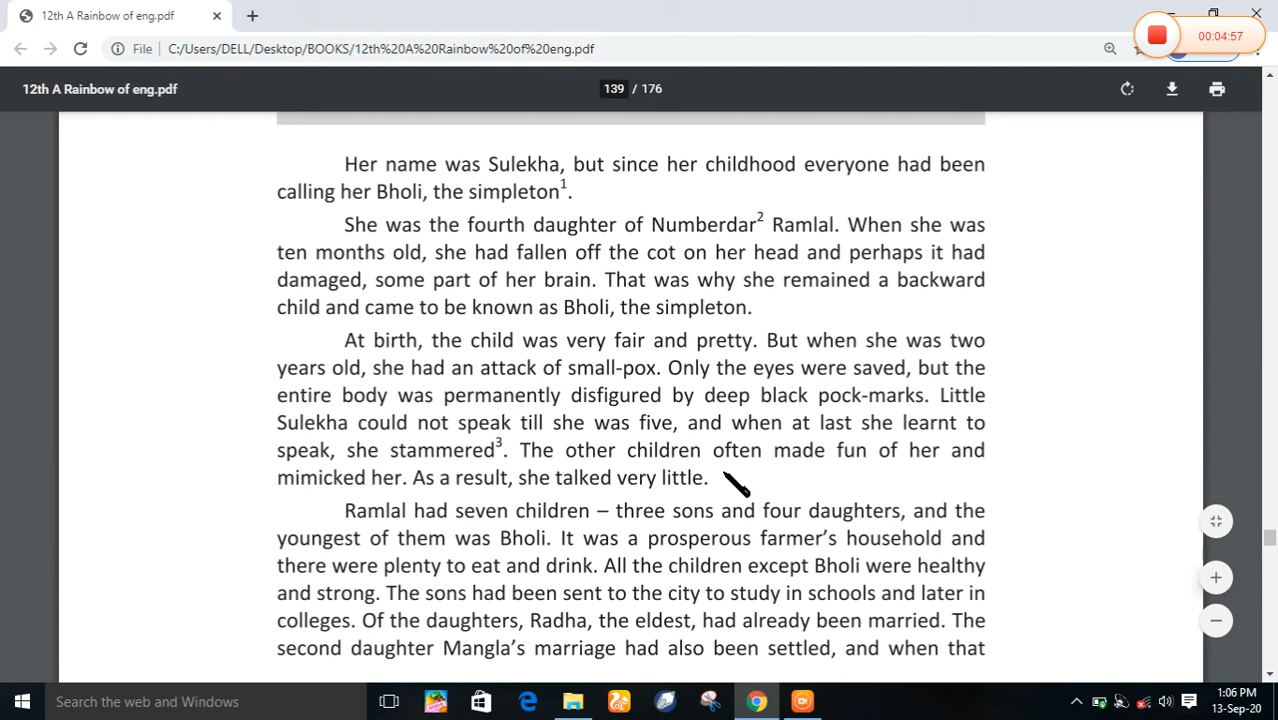 12th A Rainbow of eng.pdf
00:04:57
File
C:/Users/DELL/Desktop/BOOKS/12th%20A%20Rainbow%20of%20eng.pdf
12th A Rainbow of eng.pdf
139 / 176
Her name was Sulekha, but since her childhood everyone had been
calling her Bholi, the simpleton1.
She was the fourth daughter of Numberdar2 Ramlal. When she was
ten months old, she had fallen off the cot on her head and perhaps it had
damaged, some part of her brain. That was why she remained a backward
child and came to be known as Bholi, the simpleton.
At birth, the child was very fair and pretty. But when she was two
years old, she had an attack of small-pox. Only the eyes were saved, but the
entire body was permanently disfigured by deep black pock-marks. Little
Sulekha could not speak till she was five, and when at last she learnt to
speak, she stammered3. The other children often made fun of her and
mimicked her. As a result, she talked very little.
Ramlal had seven children – three sons and four daughters, and the
youngest of them was Bholi. It was a prosperous farmer's household and
there were plenty to eat and drink. All the children except Bholi were healthy
and strong. The sons had been sent to the city to study in schools and later in
colleges. Of the daughters, Radha, the eldest, had already been married. The
second daughter Mangla's marriage had also been settled, and when that
Search the web and Windows
1:06 PM
13-Sep-20